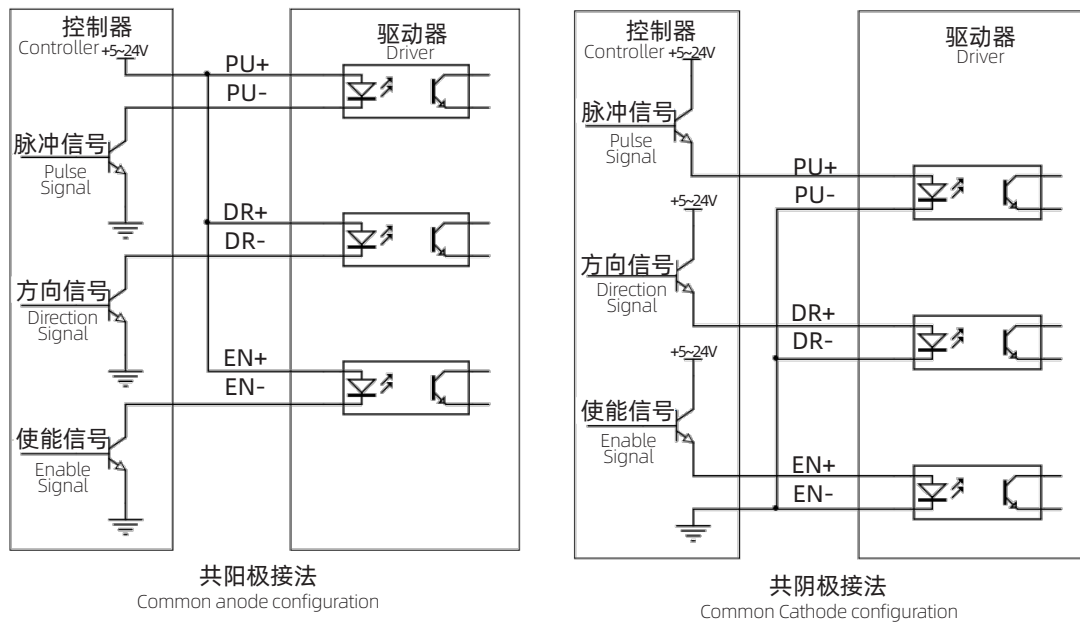 控制器
Controller +5~24V
驱动器
Driver
PU+
PU-
脉冲信号
Pulse
Signal
DR+
DR-
方向信号
Direction
Signal
EN+
EN-
使能信号
Enable
Signal
共阳极接法
Common anode configuration
控制器
Controller +5~24V
驱动器
Driver
脉冲信号
Pulse
Signal
PU+
PU-
+5~24V
方向信号
Direction
Signal
DR+
DR-
+5~24V
使能信号
Enable
Signal
EN+
EN-
共阴极接法
Common Cathode configuration